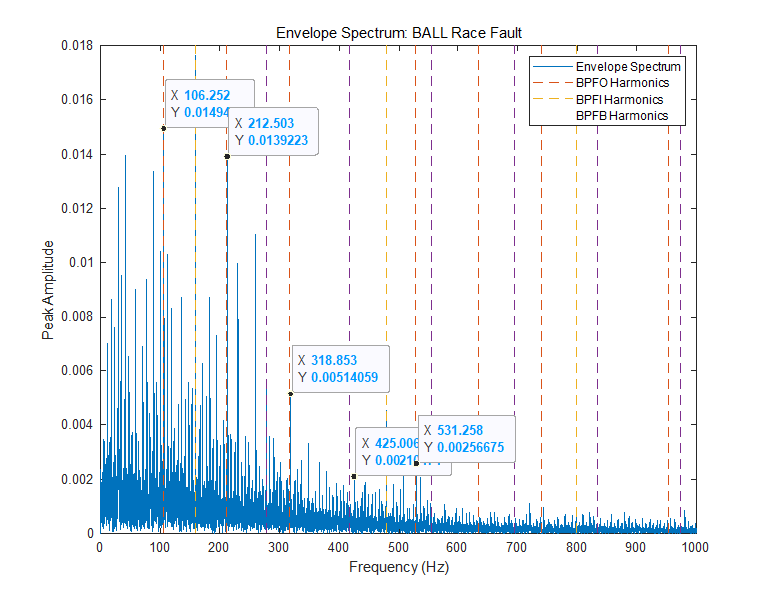 Envelope Spectrum: BALL Race Fault
Peak Amplitude
0.018
0.016
0.014
0.012
0.01
0.008
0.006
0.004
0.002
0
Envelope Spectrum
BPFO Harmonics
BPFI Harmonics
BPFB Harmonics
X 106.252
Y 0.01494
X 212.503
Y 0.0139223
X 318.853
Y 0.00514059
X 425.006
Y
X 531.258
Y 0.00256675
0 100 200 300 400 500 600 700 800 900 1000
Frequency (Hz)